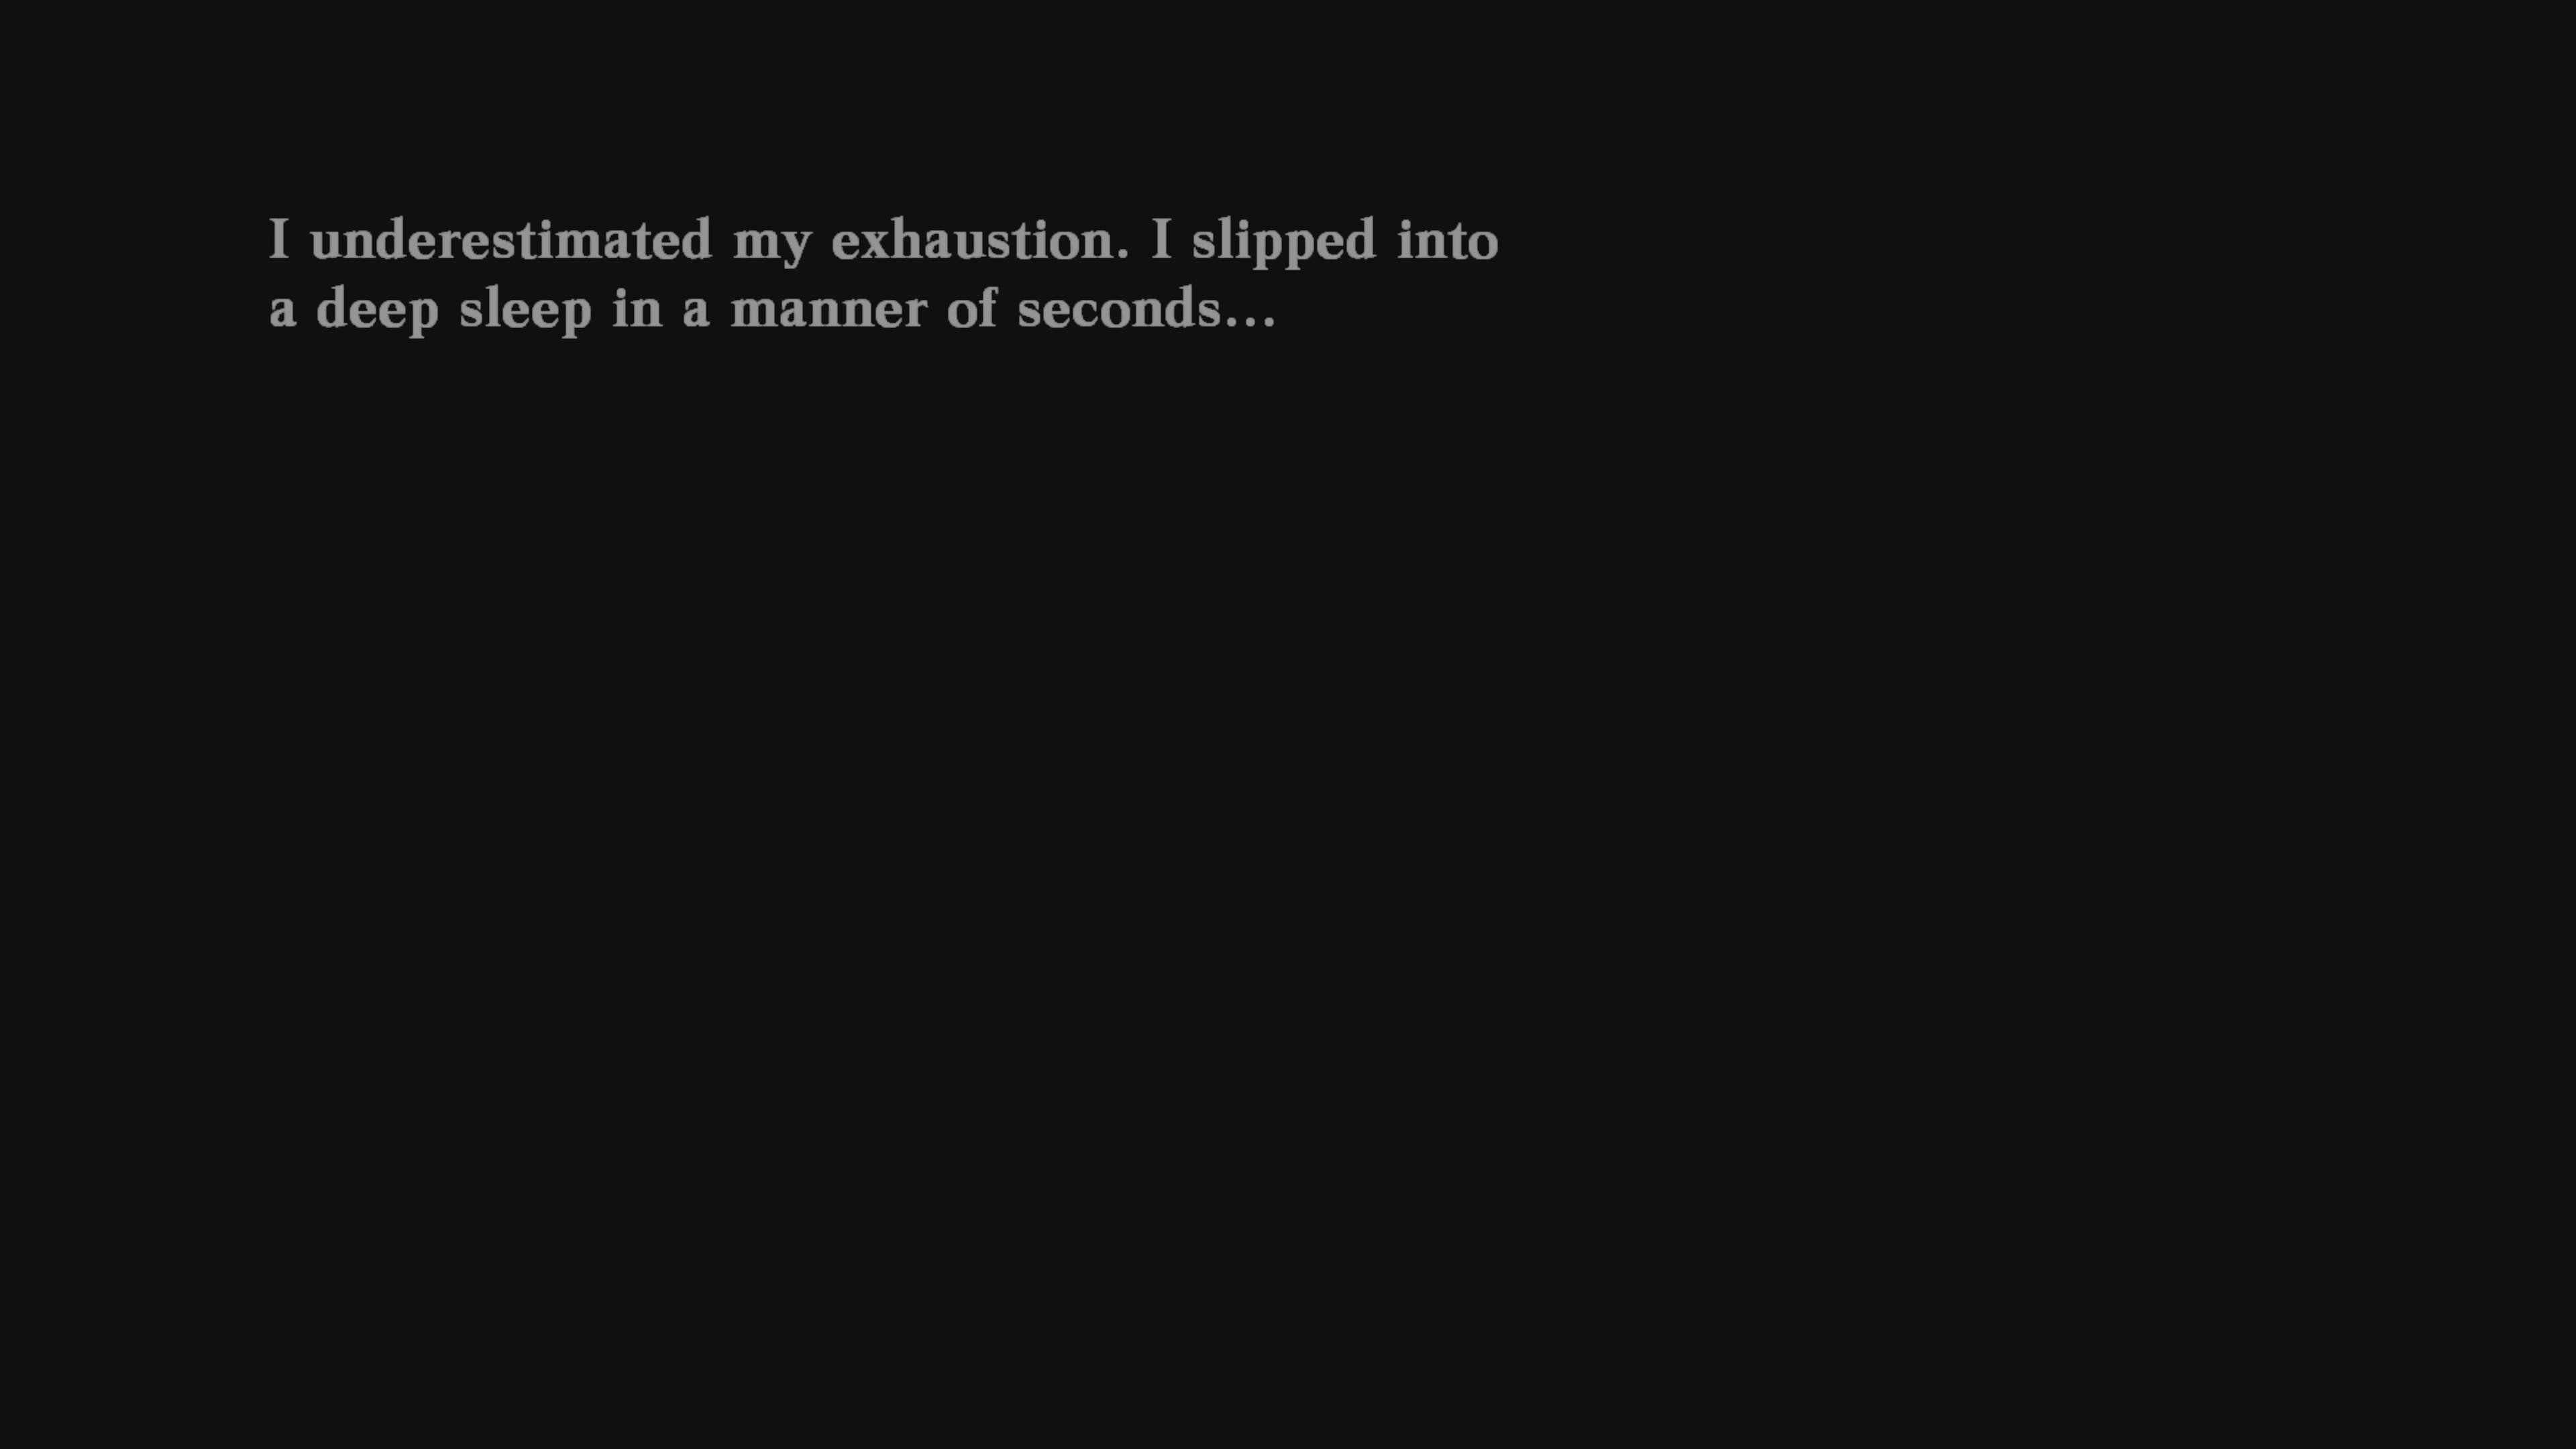 I underestimated my exhaustion. I slipped into
a deep sleep in a manner of seconds...